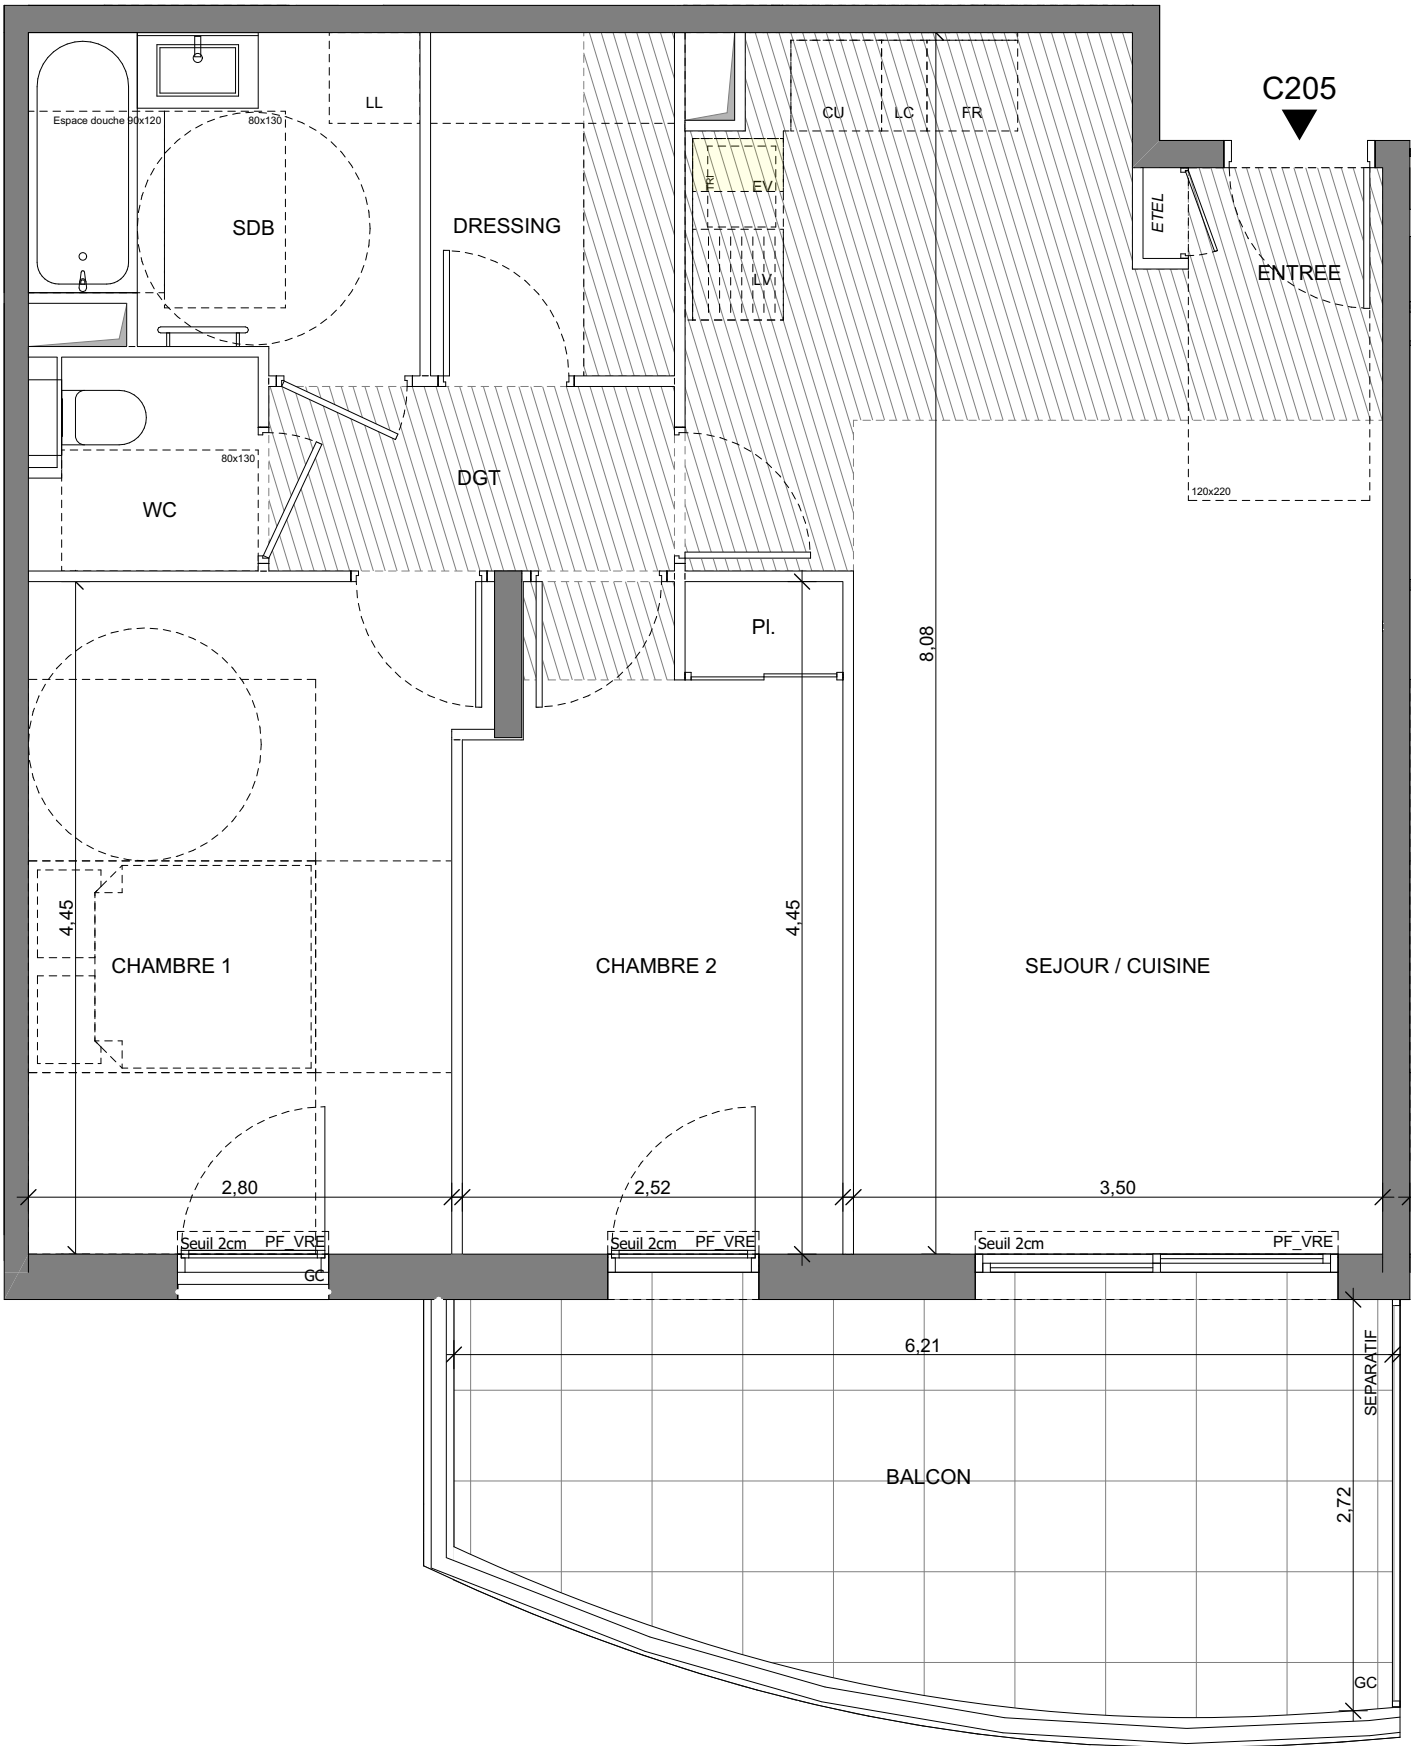 C205
LL
CU
LC
FR
Espace douche 90x120
80x130
TRI
EV
SDB
DRESSING
ETEL
LV
ENTREE
80x130
DGT
120x220
WC
Pl.
8,08
4,45
4,45
CHAMBRE 1
CHAMBRE 2
SEJOUR / CUISINE
2,80
2,52
3,50
Seuil 2cm
PF_VRE
Seuil 2cm
PF_VRE
Seuil 2cm
PF_VRE
GC
6,21
SEPARATIF
BALCON
2,72
GC